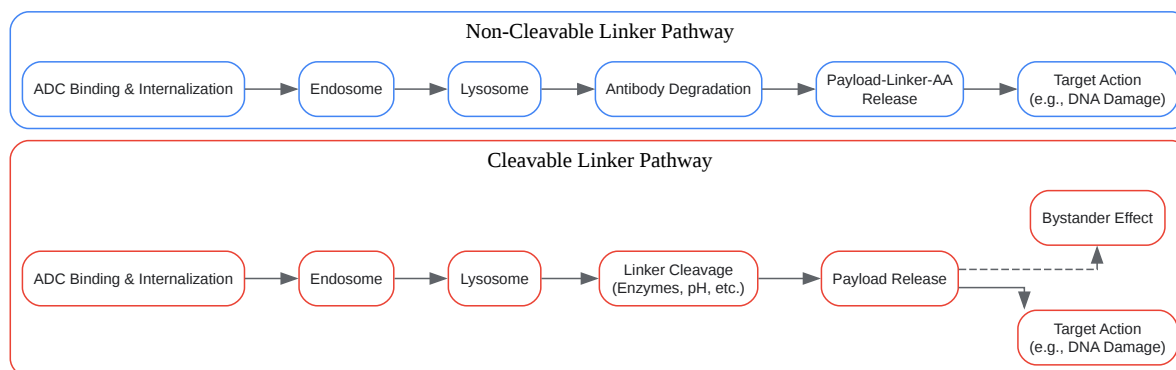 Non-Cleavable Linker Pathway
ADC Binding & Internalization
Endosome
Lysosome
Antibody Degradation
Payload-Linker-AA
Release
Target Action
(e.g., DNA Damage)
Cleavable Linker Pathway
ADC Binding & Internalization
Endosome
Lysosome
Linker Cleavage
(Enzymes, pH, etc.)
Payload Release
Bystander Effect
Target Action
(e.g., DNA Damage)